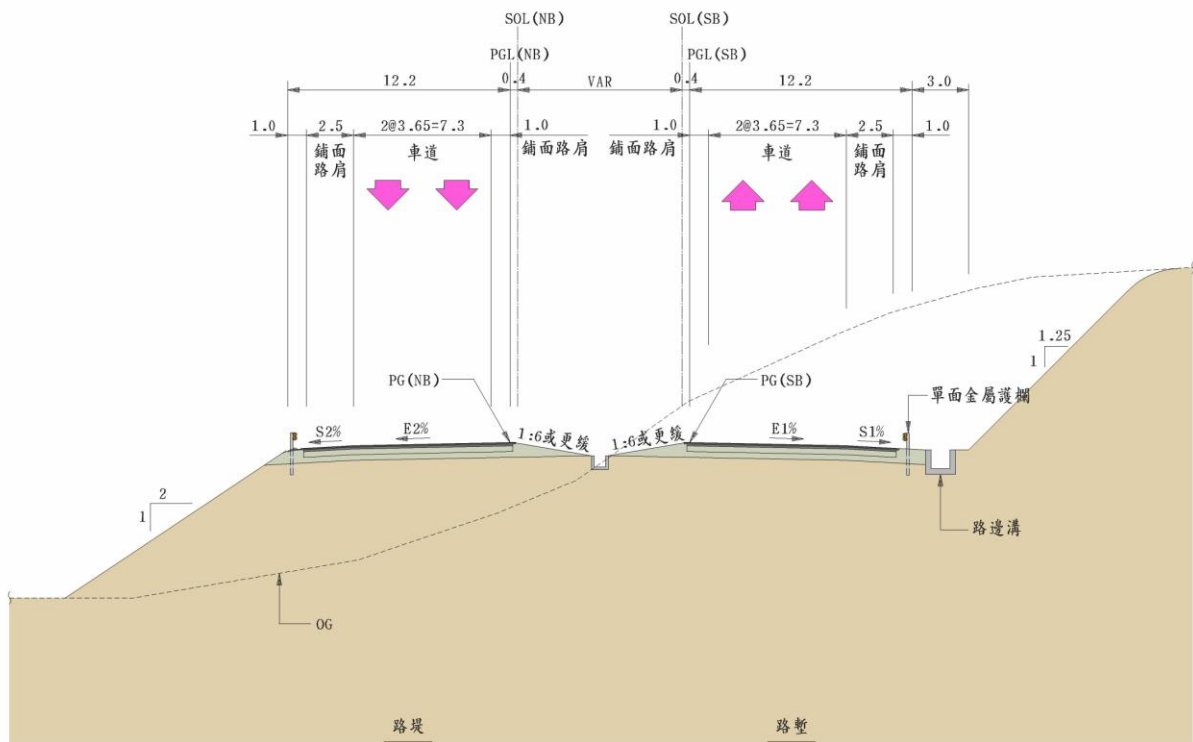 SOL(NB) SOL(SB)
PGL(NB) PGL(SB)
12.2 0.4 VAR 0.4 12.2 3.0
1.0 2.5 2@3.65=7.3 1.0 1.0 2@3.65=7.3 2.5 1.0
鋪面路肩 車道 鋪面路肩 鋪面路肩 車道 鋪面路肩
1.25
1
PG(NB) PG(SB)
單面金屬護欄
S2% E2% 1:6或更緩 1:6或更緩 E1% S1%
2
1
路邊溝
OG
路堤 路塹